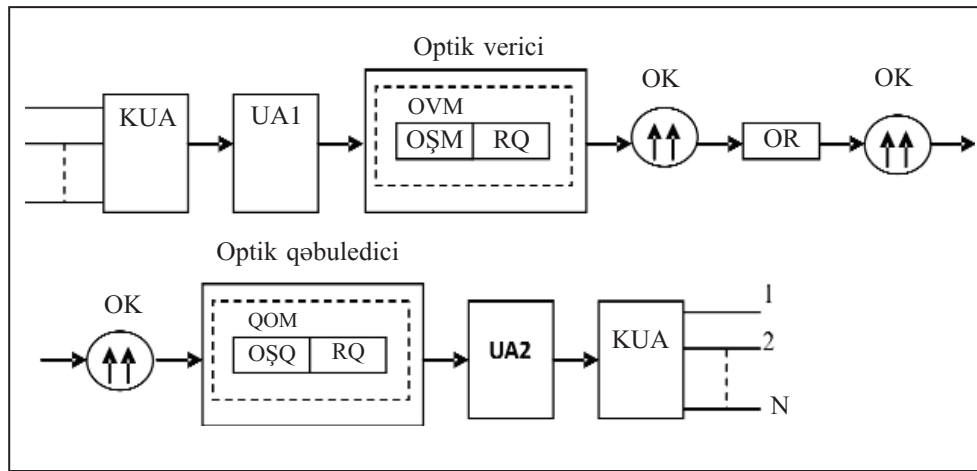 Optik verici
OK
OK
KUA
UA1
OVM
OŞM
RQ
OR
Optik qəbuledici
OK
QOM
OŞQ
RQ
UA2
KUA
1
2
N